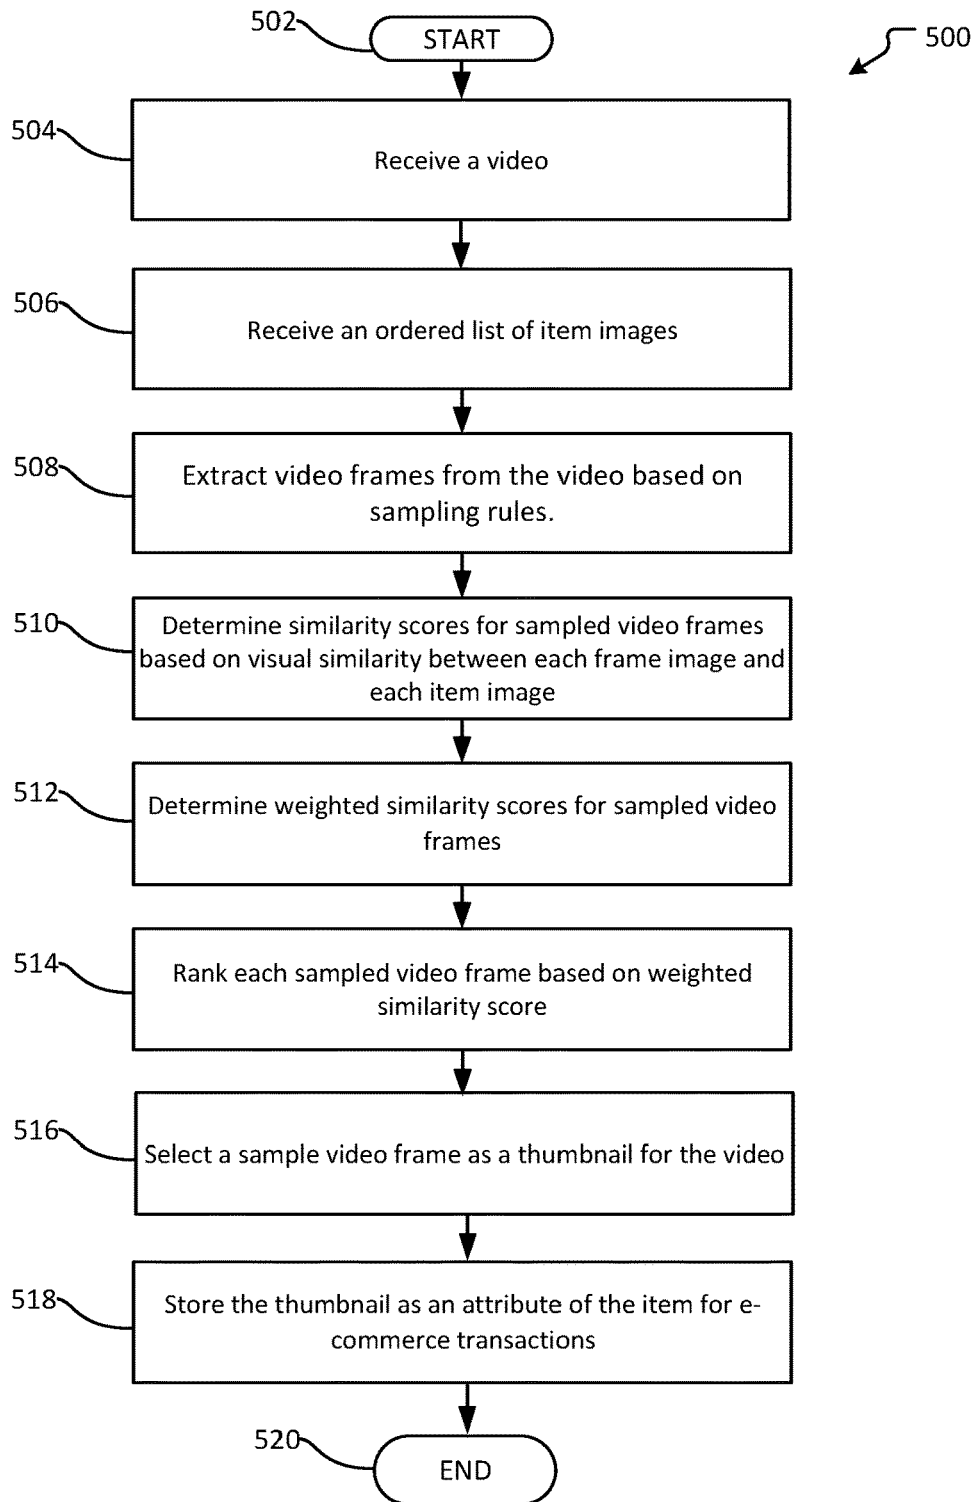 502
START
500
504
Receive a video
506
Receive an ordered list of item images
508
Extract video frames from the video based on
sampling rules.
510
Determine similarity scores for sampled video frames
based on visual similarity between each frame image and
each item image
512
Determine weighted similarity scores for sampled video
frames
514
Rank each sampled video frame based on weighted
similarity score
516
Select a sample video frame as a thumbnail for the video
518
Store the thumbnail as an attribute of the item for e-
commerce transactions
520
END